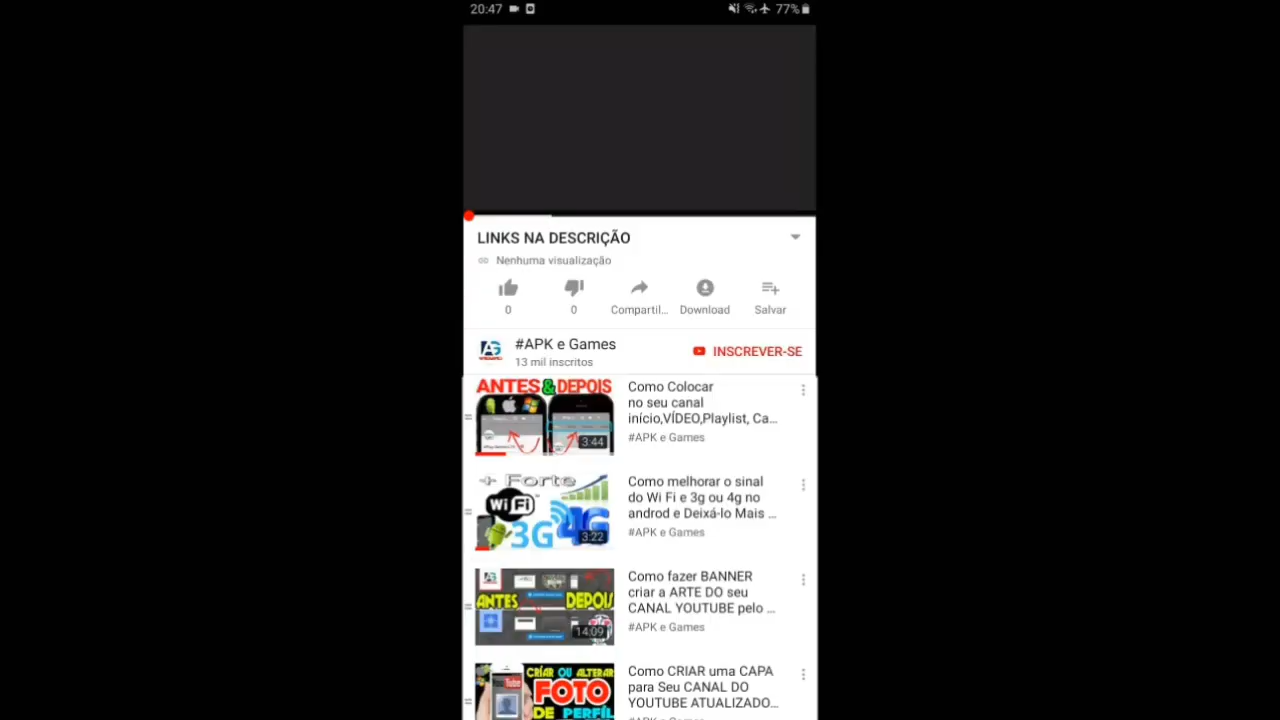 20:47
77%
LINKS NA DESCRIÇÃO
Nenhuma visualização
0
0
Compartil...
Download
Salvar
AG
#APK e Games
INSCREVER-SE
13 mil inscritos
ANTES&DEPOIS
3:44
Como Colocar
no seu canal
início,VÍDEO,Playlist, Ca...
#APK e Games
+ Forte
WiFi
3G
4G
3:22
Como melhorar o sinal
do Wi Fi e 3g ou 4g no
androd e Deixá-lo Mais ...
#APK e Games
ANTES
DEPOIS
14:09
Como fazer BANNER
criar a ARTE DO seu
CANAL YOUTUBE pelo ...
#APK e Games
CRIAR OU ALTERAR
FOTO
DE PERFIL
Tube
Como CRIAR uma CAPA
para Seu CANAL DO
YOUTUBE ATUALIZADO...
#APK e Games